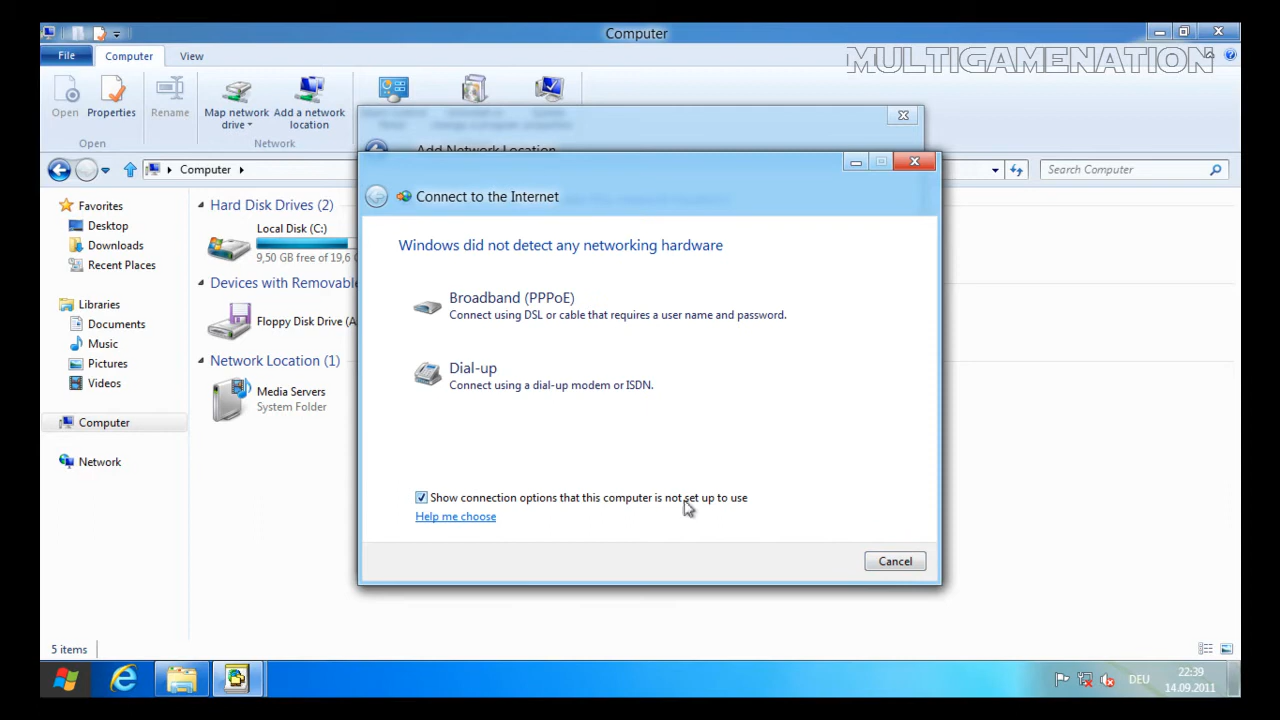 Computer
MULTIGAMENATION
File Computer View
Open Properties Rename Map network drive Add a network location
Open Network
Add Network Location
Computer
Search Computer
Connect to the Internet
Windows did not detect any networking hardware
Broadband (PPPoE)
Connect using DSL or cable that requires a user name and password.
Dial-up
Connect using a dial-up modem or ISDN.
Show connection options that this computer is not set up to use
Help me choose
Cancel
Favorites
Desktop
Downloads
Recent Places
Libraries
Documents
Music
Pictures
Videos
Computer
Network
Hard Disk Drives (2)
Local Disk (C:)
9,50 GB free of 19,6
Devices with Removable
Floppy Disk Drive (A
Network Location (1)
Media Servers
System Folder
5 items
DEU
22:39
14.09.2011